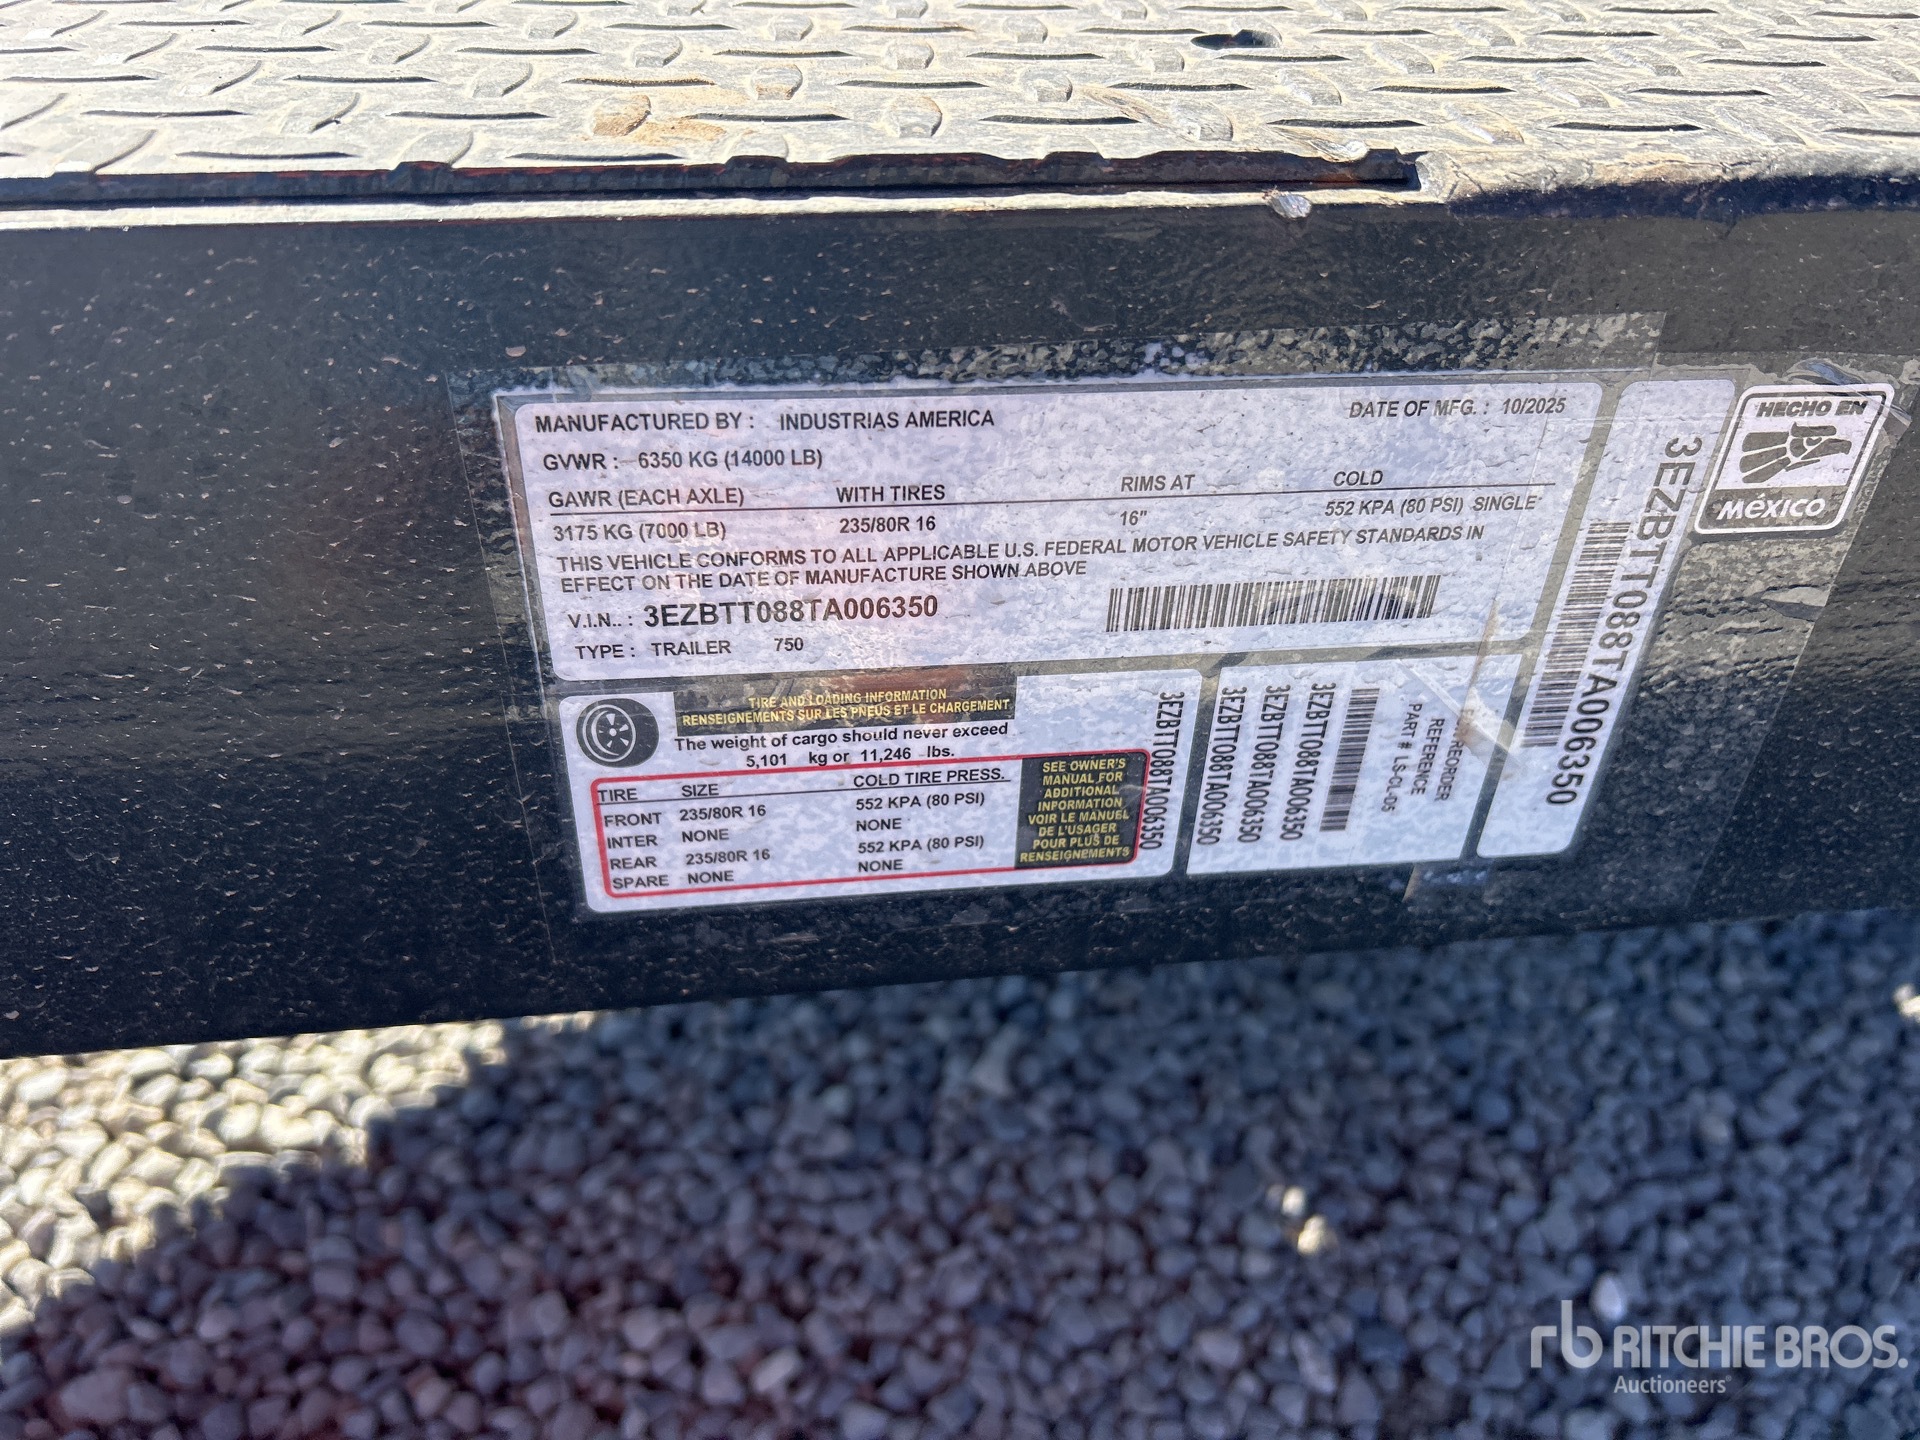 MANUFACTURED BY : INDUSTRIAS AMERICA DATE OF MFG. : 10/2025
GVWR : 6350 KG (14000 LB)
GAWR (EACH AXLE) WITH TIRES RIMS AT COLD
3175 KG (7000 LB) 235/80R 16 16" 552 KPA (80 PSI) SINGLE
THIS VEHICLE CONFORMS TO ALL APPLICABLE U.S. FEDERAL MOTOR VEHICLE SAFETY STANDARDS IN
EFFECT ON THE DATE OF MANUFACTURE SHOWN ABOVE
V.I.N.. : 3EZBTT088TA006350
TYPE : TRAILER 750
TIRE AND LOADING INFORMATION
RENSEIGNEMENTS SUR LES PNEUS ET LE CHARGEMENT
The weight of cargo should never exceed
5,101 kg or 11,246 lbs.
TIRE SIZE COLD TIRE PRESS.
FRONT 235/80R 16 552 KPA (80 PSI)
INTER NONE NONE
REAR 235/80R 16 552 KPA (80 PSI)
SPARE NONE NONE
SEE OWNER'S
MANUAL FOR
ADDITIONAL
INFORMATION
VOIR LE MANUEL
DE L'USAGER
POUR PLUS DE
RENSEIGNEMENTS
3EZBTT088TA006350
3EZBTT088TA006350
3EZBTT088TA006350
3EZBTT088TA006350
REORDER
REFERENCE
PART # LS-OL-D5
3EZBTT088TA006350
HECHO EN
MéXICO
rb RITCHIE BROS.
Auctioneers